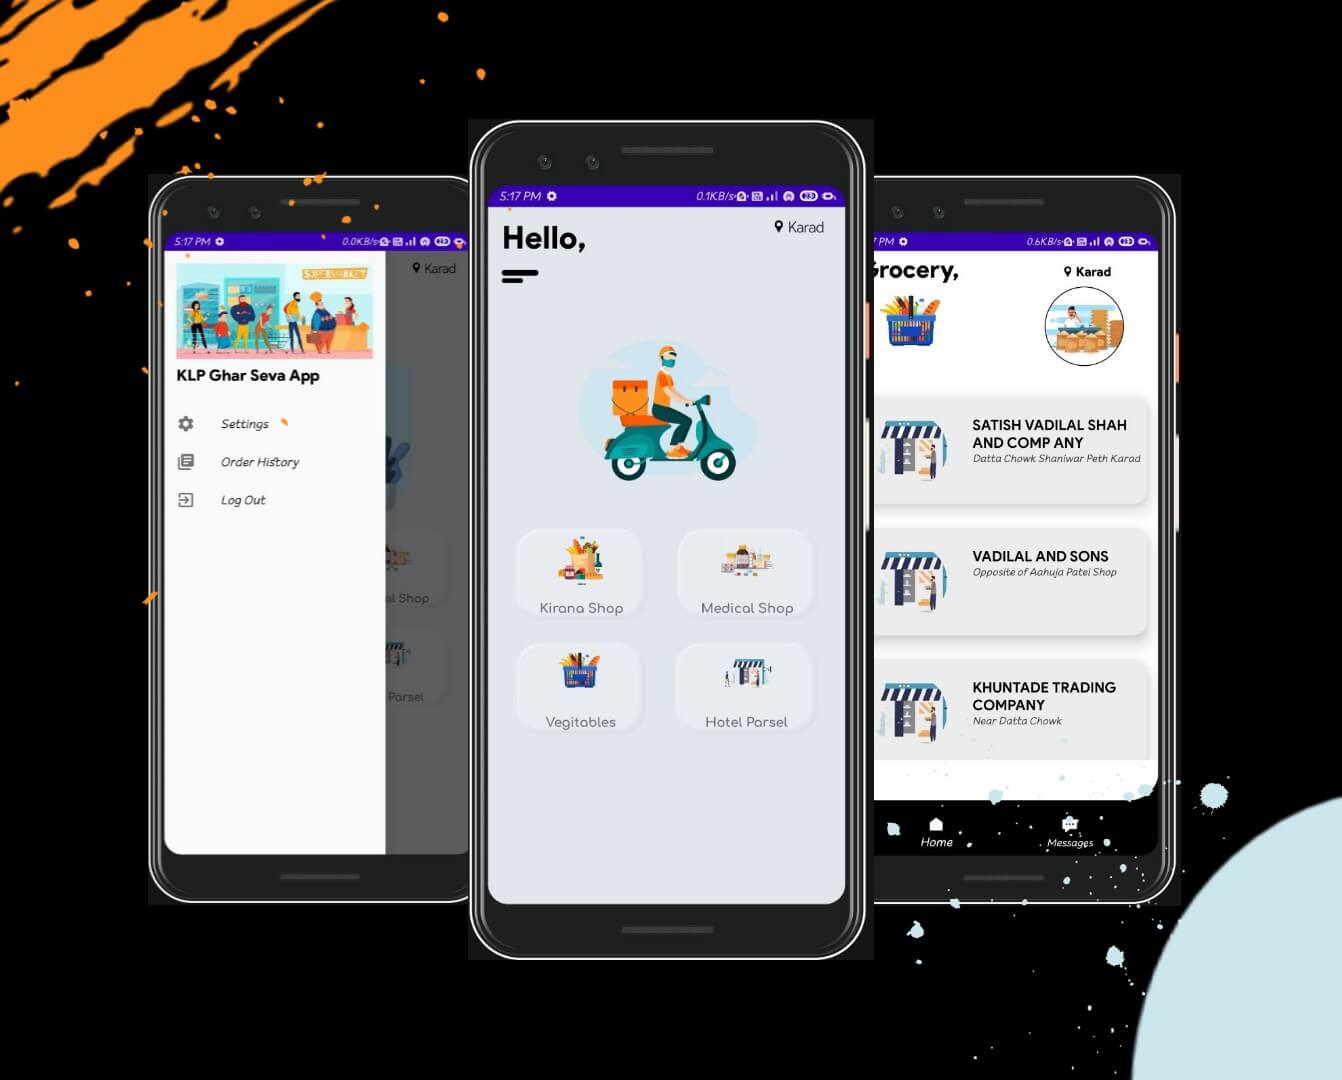 5:17 PM
0.0KB/s
Karad
SUPERMARKET
KLP Ghar Seva App
Settings
Order History
Log Out
al Shop
Parsel
5:17 PM
0.1KB/s
Hello,
Karad
Kirana Shop
Medical Shop
Vegitables
Hotel Parsel
7 PM
0.6KB/s
Grocery,
Karad
SATISH VADILAL SHAH
AND COMP ANY
Datta Chowk Shaniwar Peth Karad
VADILAL AND SONS
Opposite of Aahuja Patel Shop
KHUNTADE TRADING
COMPANY
Near Datta Chowk
Home
Messages